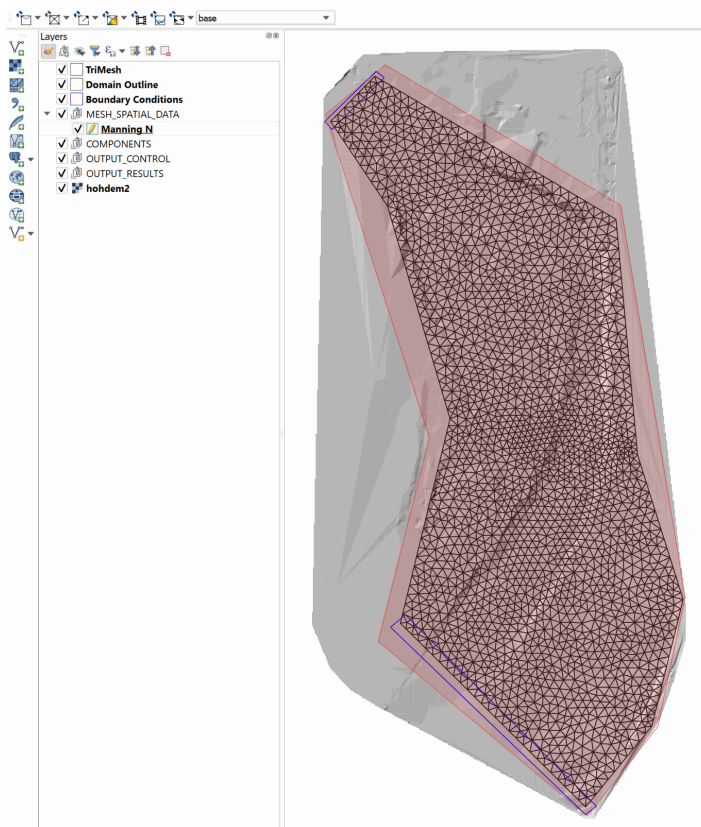 base
Layers
TriMesh
Domain Outline
Boundary Conditions
MESH_SPATIAL_DATA
Manning N
COMPONENTS
OUTPUT_CONTROL
OUTPUT_RESULTS
hohdem2